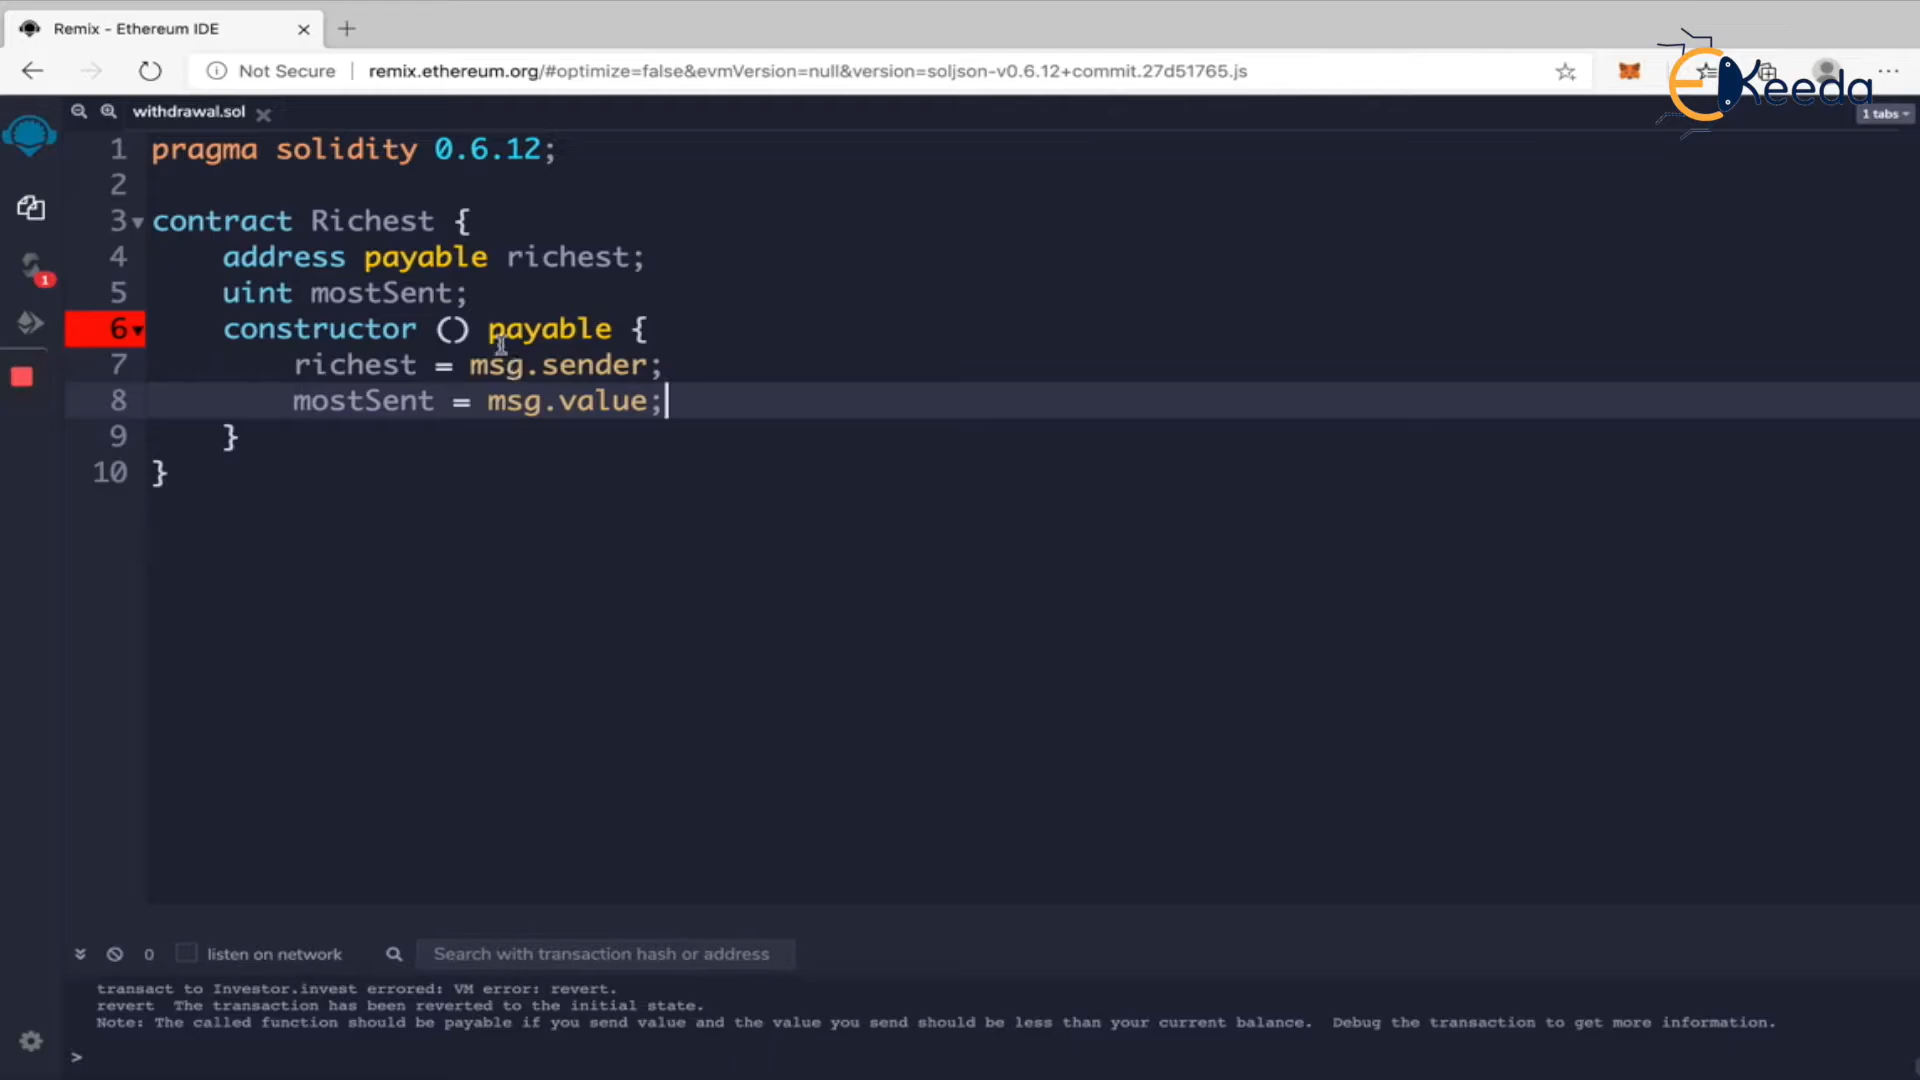 Remix - Ethereum IDE
Not Secure | remix.ethereum.org/#optimize=false&evmVersion=null&version=soljson-v0.6.12+commit.27d51765.js
EKeeda
withdrawal.sol
1 tabs
1 pragma solidity 0.6.12;
2
3 contract Richest {
4 address payable richest;
5 uint mostSent;
6 constructor () payable {
7 richest = msg.sender;
8 mostSent = msg.value;
9 }
10 }
1
0 listen on network Search with transaction hash or address
transact to Investor.invest errored: VM error: revert.
revert The transaction has been reverted to the initial state.
Note: The called function should be payable if you send value and the value you send should be less than your current balance. Debug the transaction to get more information.
>